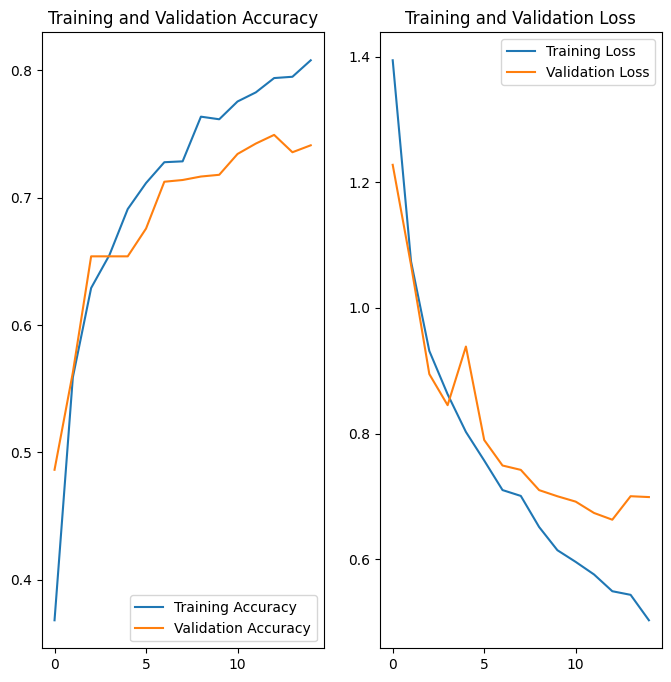 Training and Validation Accuracy
0.8
0.7
0.6
0.5
0.4
Training Accuracy
Validation Accuracy
0
5
10
Training and Validation Loss
1.4
Training Loss
Validation Loss
1.2
1.0
0.8
0.6
0
5
10